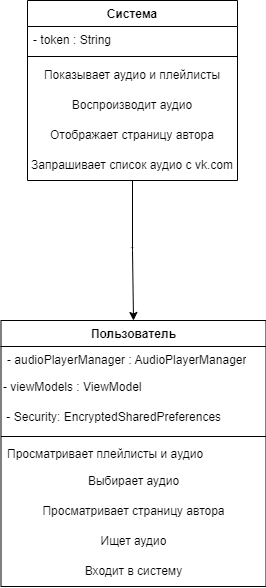 Система
- token : String
Показывает аудио и плейлисты
Воспроизводит аудио
Отображает страницу автора
Запрашивает список аудио с vk.com
Пользователь
- audioPlayerManager : AudioPlayerManager
- viewModels : ViewModel
- Security: EncryptedSharedPreferences
Просматривает плейлисты и аудио
Выбирает аудио
Просматривает страницу автора
Ищет аудио
Входит в систему